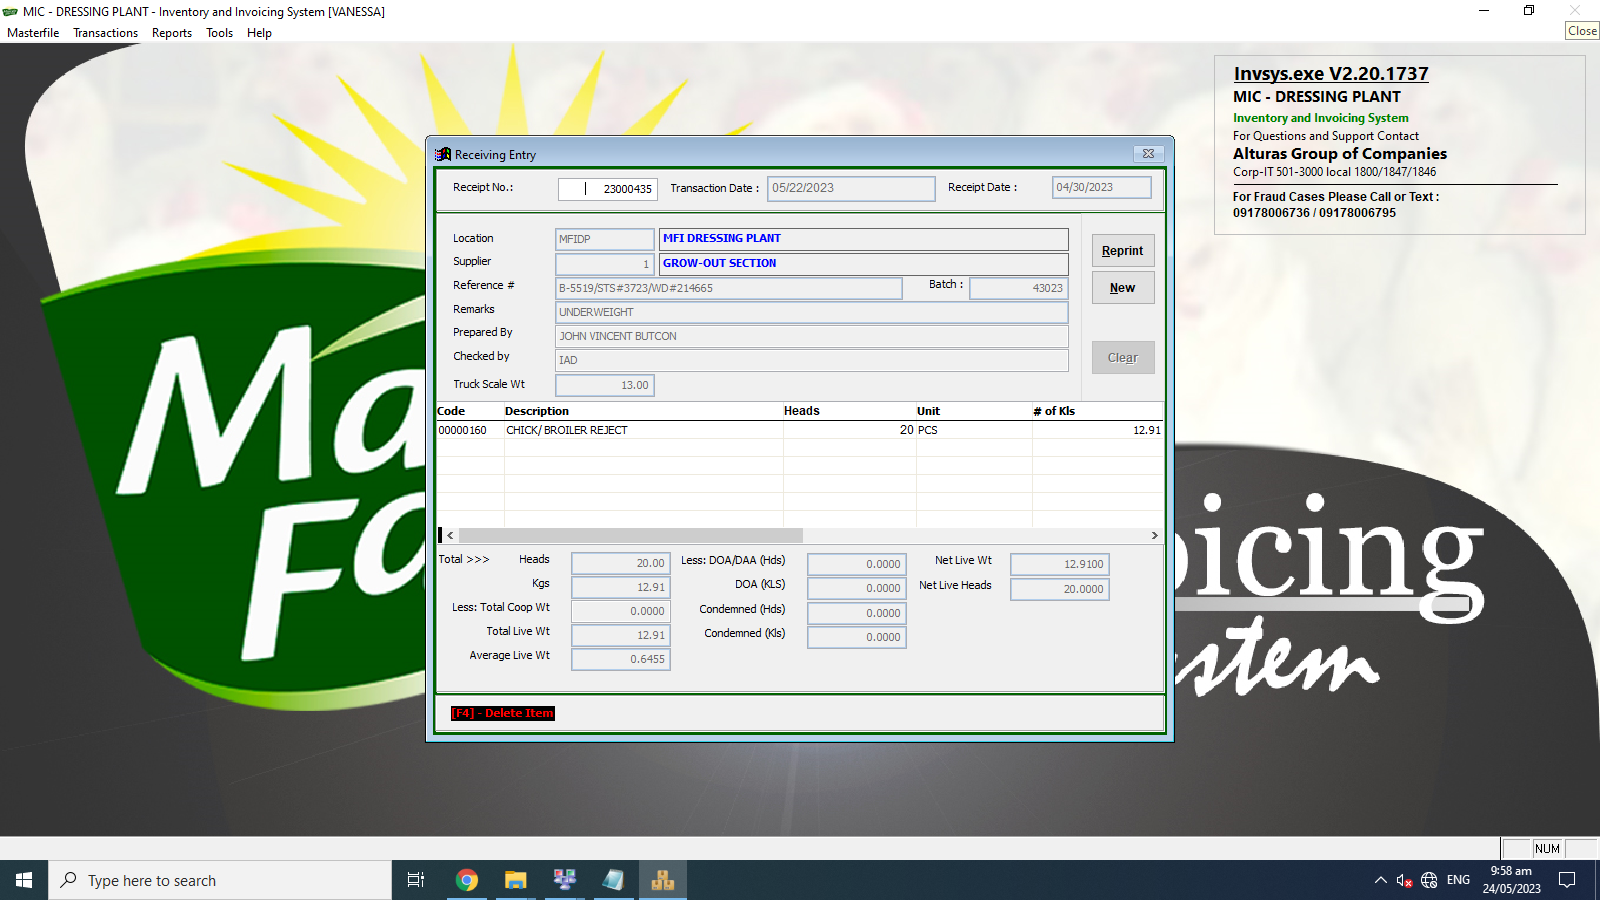 MIC - DRESSING PLANT - Inventory and Invoicing System [VANESSA]
Masterfile Transactions Reports Tools Help
Close
Invsys.exe V2.20.1737
MIC - DRESSING PLANT
Inventory and Invoicing System
For Questions and Support Contact
Alturas Group of Companies
Corp-IT 501-3000 local 1800/1847/1846
For Fraud Cases Please Call or Text :
09178006736 / 09178006795
Receiving Entry
Receipt No.: 23000435 Transaction Date : 05/22/2023 Receipt Date : 04/30/2023
Location MFIDP MFI DRESSING PLANT
Supplier 1 GROW-OUT SECTION
Reference # B-5519/STS#3723/WD#214665 Batch : 43023
Remarks UNDERWEIGHT
Prepared By JOHN VINCENT BUTCON
Checked by IAD
Truck Scale Wt 13.00
Reprint
New
Clear
Code Description Heads Unit # of Kls
00000160 CHICK/ BROILER REJECT 20 PCS 12.91
Total >>> Heads 20.00 Less: DOA/DAA (Hds) 0.0000 Net Live Wt 12.9100
Kgs 12.91 DOA (KLS) 0.0000 Net Live Heads 20.0000
Less: Total Coop Wt 0.0000 Condemned (Hds) 0.0000
Total Live Wt 12.91 Condemned (Kls) 0.0000
Average Live Wt 0.6455
[F4] - Delete Item
Ma
Fa
oicing
stem
NUM
Type here to search
ENG
9:58 am
24/05/2023